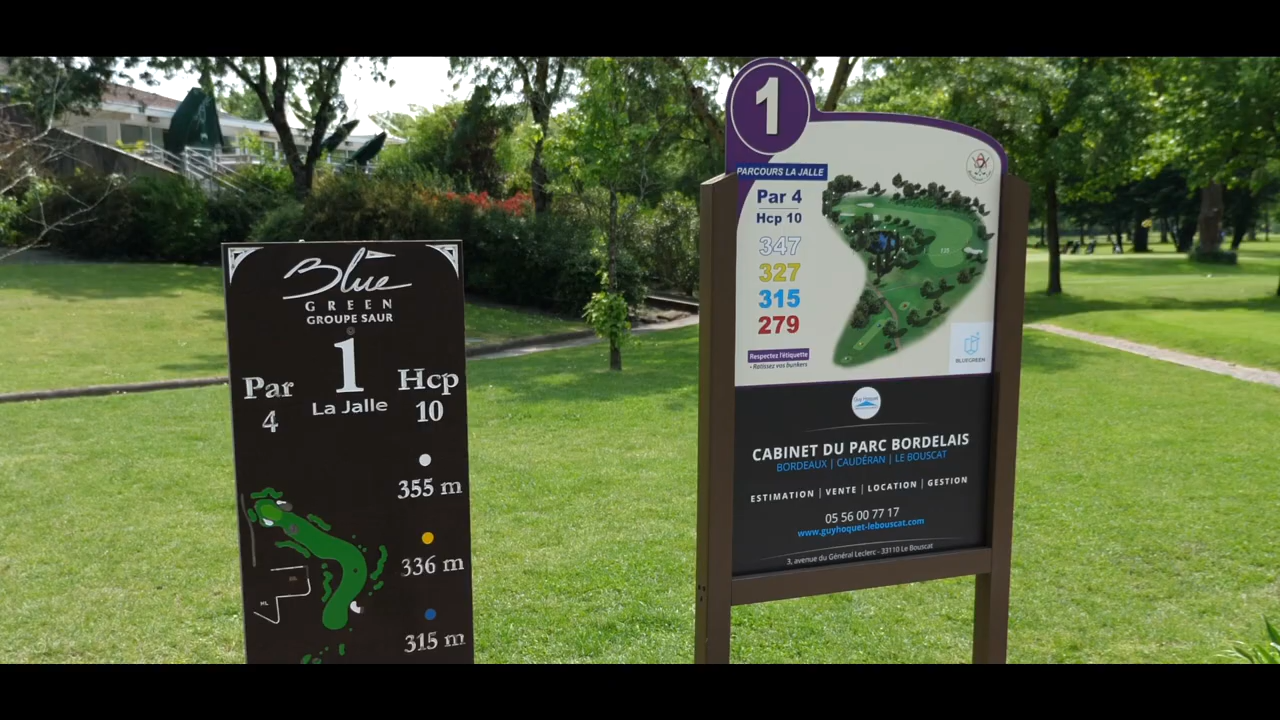 Blue
GREEN
GROUPE SAUR
1
La Jalle
Par
4
Hcp
10
355 m
336 m
315 m
1
PARCOURS LA JALLE
Par 4
Hcp 10
347
327
315
279
Respectez l'étiquette
- Ratissez vos bunkers
BLUEGREEN
Guy Hoquet
CABINET DU PARC BORDELAIS
BORDEAUX | CAUDÉRAN | LE BOUSCAT
ESTIMATION | VENTE | LOCATION | GESTION
05 56 00 77 17
www.guyhoquet-lebouscat.com
3, avenue du Général Leclerc - 33110 Le Bouscat